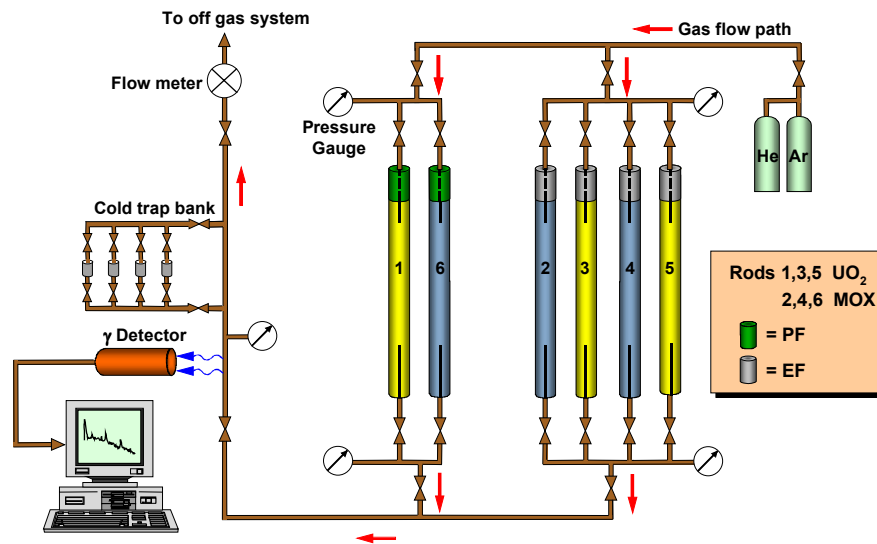 To off gas system
Gas flow path
Flow meter
Pressure
Gauge
He Ar
Cold trap bank
1 6 2 3 4 5
Rods 1,3,5 UO₂
2,4,6 MOX
= PF
= EF
γ Detector